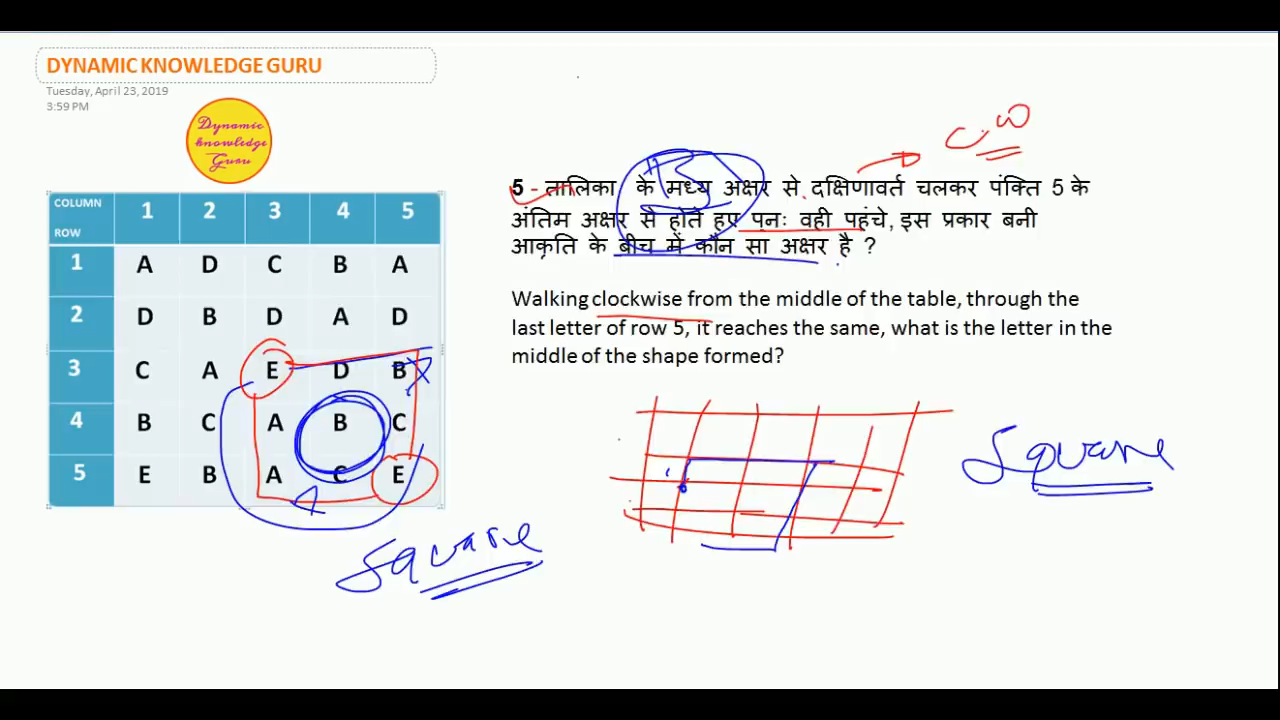 DYNAMIC KNOWLEDGE GURU
Tuesday, April 23, 2019
3:59 PM
Dynamic
knowledge
Guru
COLUMN 1 2 3 4 5
ROW
1 A D C B A
2 D B D A D
3 C A E D B
4 B C A B C
5 E B A C E
C.W
B
5 - तालिका के मध्य अक्षर से दक्षिणावर्त चलकर पंक्ति 5 के
अंतिम अक्षर से होते हुए पुनः वही पहुंचे, इस प्रकार बनी
आकृति के बीच में कौन सा अक्षर है ?
Walking clockwise from the middle of the table, through the
last letter of row 5, it reaches the same, what is the letter in the
middle of the shape formed?
Square
Square